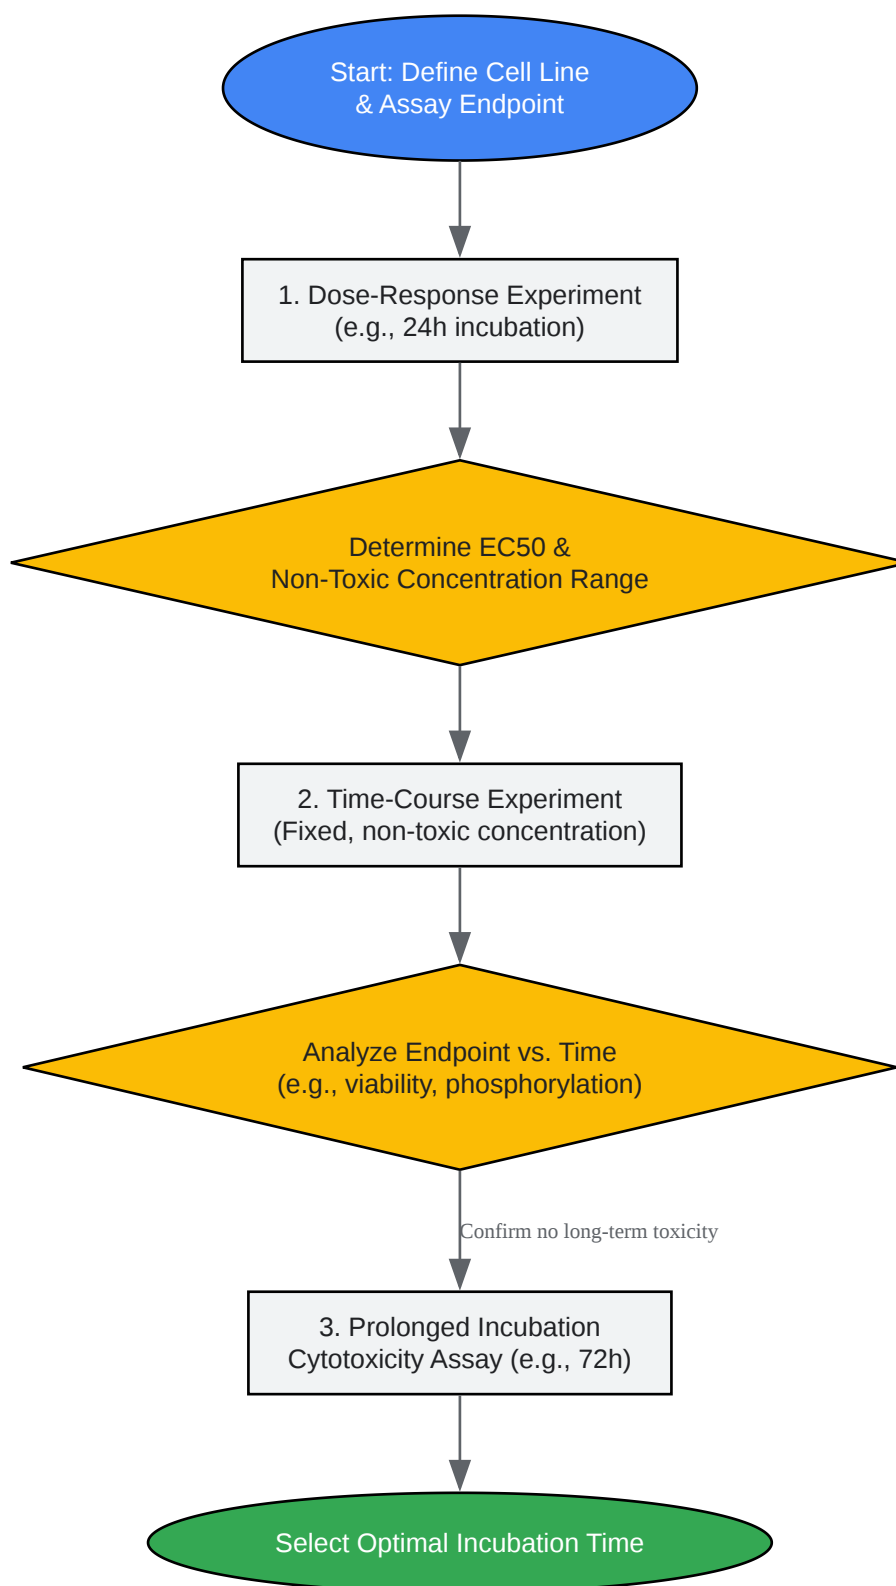 Start: Define Cell Line
& Assay Endpoint
1. Dose-Response Experiment
(e.g., 24h incubation)
Determine EC50 &
Non-Toxic Concentration Range
2. Time-Course Experiment
(Fixed, non-toxic concentration)
Analyze Endpoint vs. Time
(e.g., viability, phosphorylation)
Confirm no long-term toxicity
3. Prolonged Incubation
Cytotoxicity Assay (e.g., 72h)
Select Optimal Incubation Time